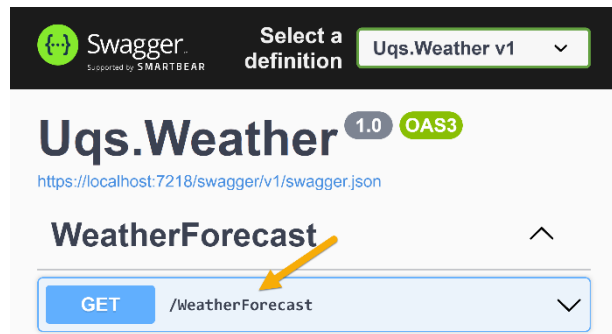 Swagger
Supported by SMARTBEAR
Select a definition
Uqs.Weather v1
Uqs.Weather 1.0 OAS3
https://localhost:7218/swagger/v1/swagger.json
WeatherForecast
GET /WeatherForecast